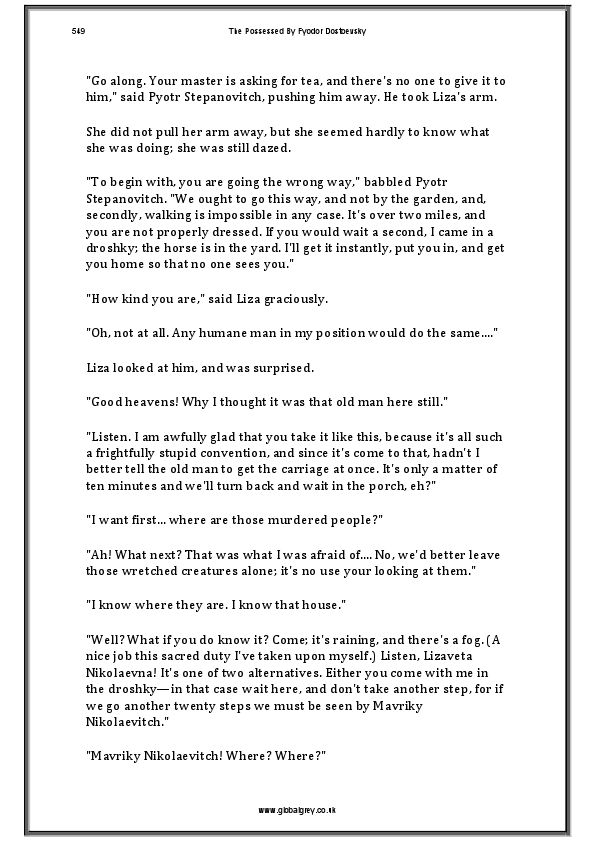 549
The Possessed By Fyodor Dostoevsky
"Go along. Your master is asking for tea, and there's no one to give it to
him," said Pyotr Stepanovitch, pushing him away. He took Liza's arm.
She did not pull her arm away, but she seemed hardly to know what
she was doing; she was still dazed.
"To begin with, you are going the wrong way," babbled Pyotr
Stepanovitch. "We ought to go this way, and not by the garden, and,
secondly, walking is impossible in any case. It's over two miles, and
you are not properly dressed. If you would wait a second, I came in a
droshky; the horse is in the yard. I'll get it instantly, put you in, and get
you home so that no one sees you."
"How kind you are," said Liza graciously.
"Oh, not at all. Any humane man in my position would do the same...."
Liza looked at him, and was surprised.
"Good heavens! Why I thought it was that old man here still."
"Listen. I am awfully glad that you take it like this, because it's all such
a frightfully stupid convention, and since it's come to that, hadn't I
better tell the old man to get the carriage at once. It's only a matter of
ten minutes and we'll turn back and wait in the porch, eh?"
"I want first... where are those murdered people?"
"Ah! What next? That was what I was afraid of.... No, we'd better leave
those wretched creatures alone; it's no use your looking at them."
"I know where they are. I know that house."
"Well? What if you do know it? Come; it's raining, and there's a fog. (A
nice job this sacred duty I've taken upon myself.) Listen, Lizaveta
Nikolaevna! It's one of two alternatives. Either you come with me in
the droshky—in that case wait here, and don't take another step, for if
we go another twenty steps we must be seen by Mavriky
Nikolaevitch."
"Mavriky Nikolaevitch! Where? Where?"
www.globalgrey.co.uk